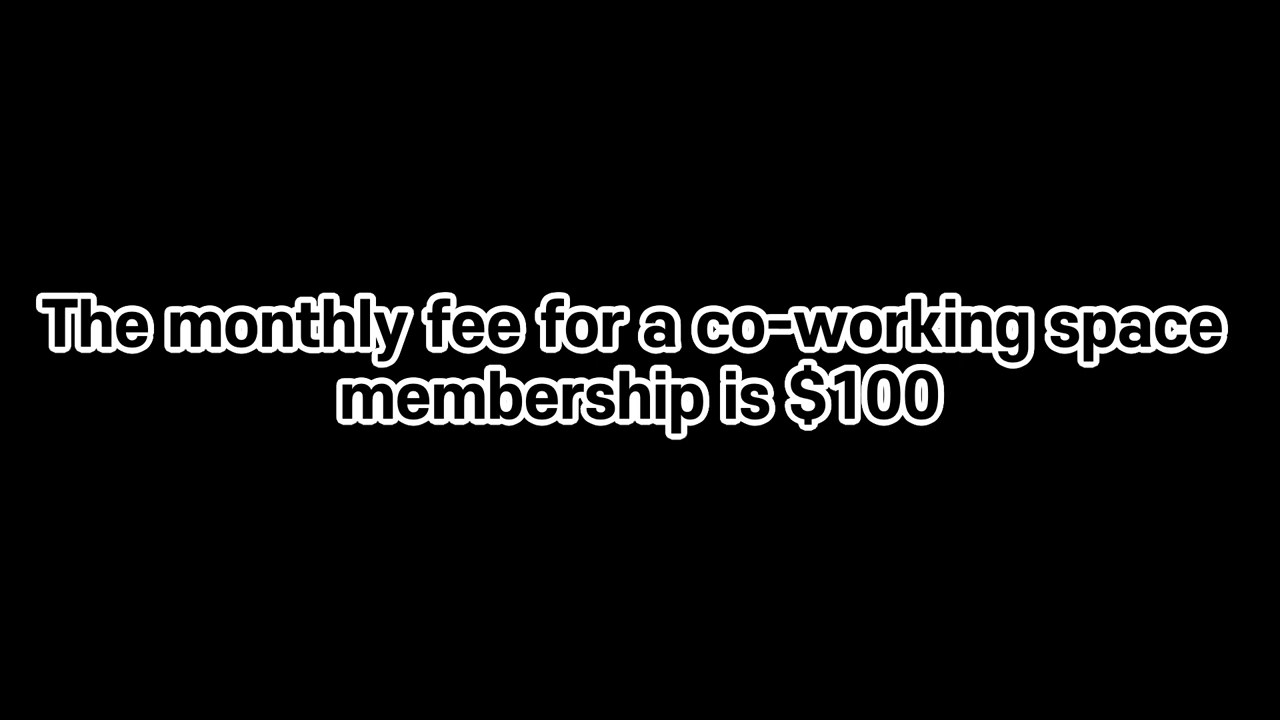 The monthly fee for a co-working space
membership is $100